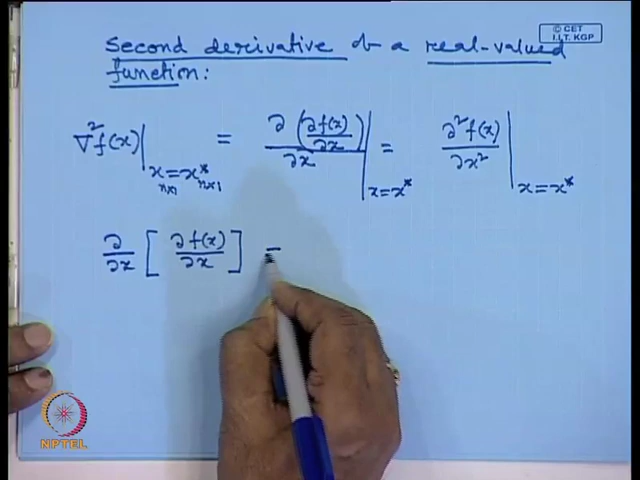 © CET
I.I.T. KGP
Second derivative of a real-valued
function:
∇²f(x)|ₓ₌ₓ* = ∂(∂f(x)/∂x)/∂x |ₓ₌ₓ* = ∂²f(x)/∂x² |ₓ₌ₓ*
n×1 n×1
∂/∂x [ ∂f(x)/∂x ] =
NPTEL